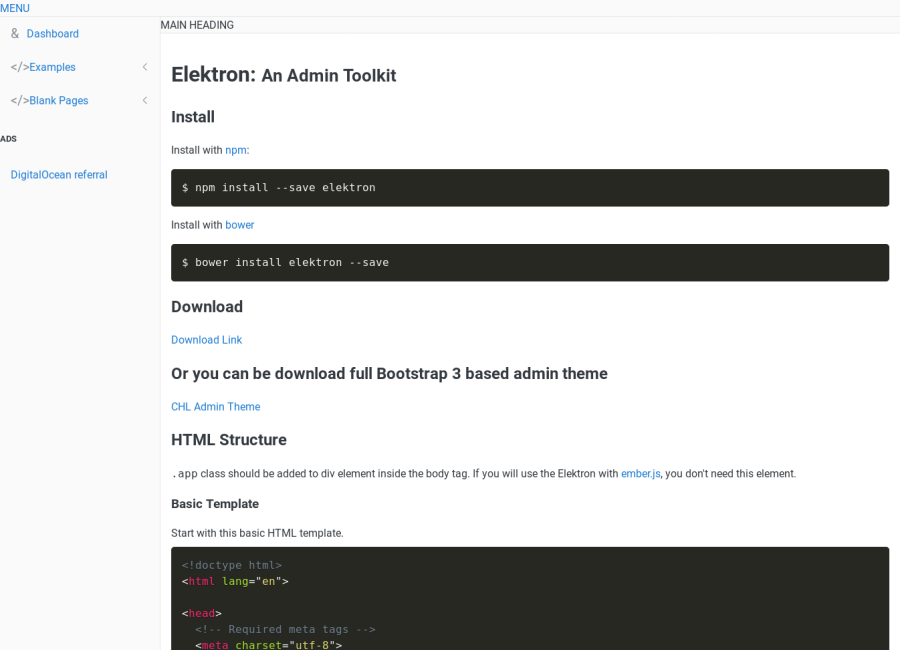 MENU
& Dashboard
</>Examples
</>Blank Pages
ADS
DigitalOcean referral
MAIN HEADING
Elektron: An Admin Toolkit
Install
Install with npm:
$ npm install --save elektron
Install with bower
$ bower install elektron --save
Download
Download Link
Or you can be download full Bootstrap 3 based admin theme
CHL Admin Theme
HTML Structure
.app class should be added to div element inside the body tag. If you will use the Elektron with ember.js, you don't need this element.
Basic Template
Start with this basic HTML template.
<!doctype html>
<html lang="en">
<head>
<!-- Required meta tags -->
<meta charset="utf-8">